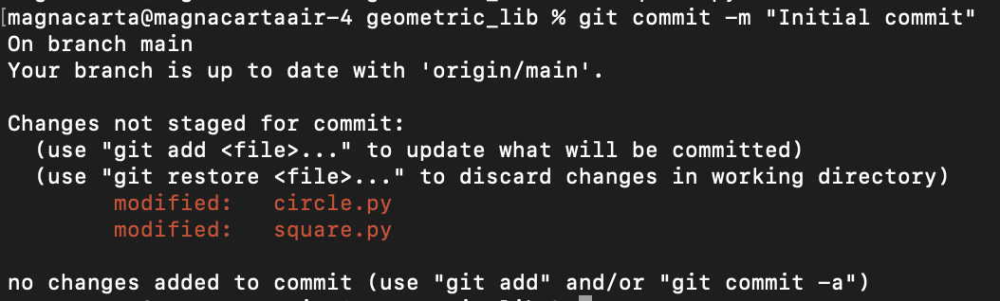 magnacarta@magnacartaair-4 geometric_lib % git commit -m "Initial commit"
On branch main
Your branch is up to date with 'origin/main'.
Changes not staged for commit:
(use "git add <file>..." to update what will be committed)
(use "git restore <file>..." to discard changes in working directory)
modified: circle.py
modified: square.py
no changes added to commit (use "git add" and/or "git commit -a")